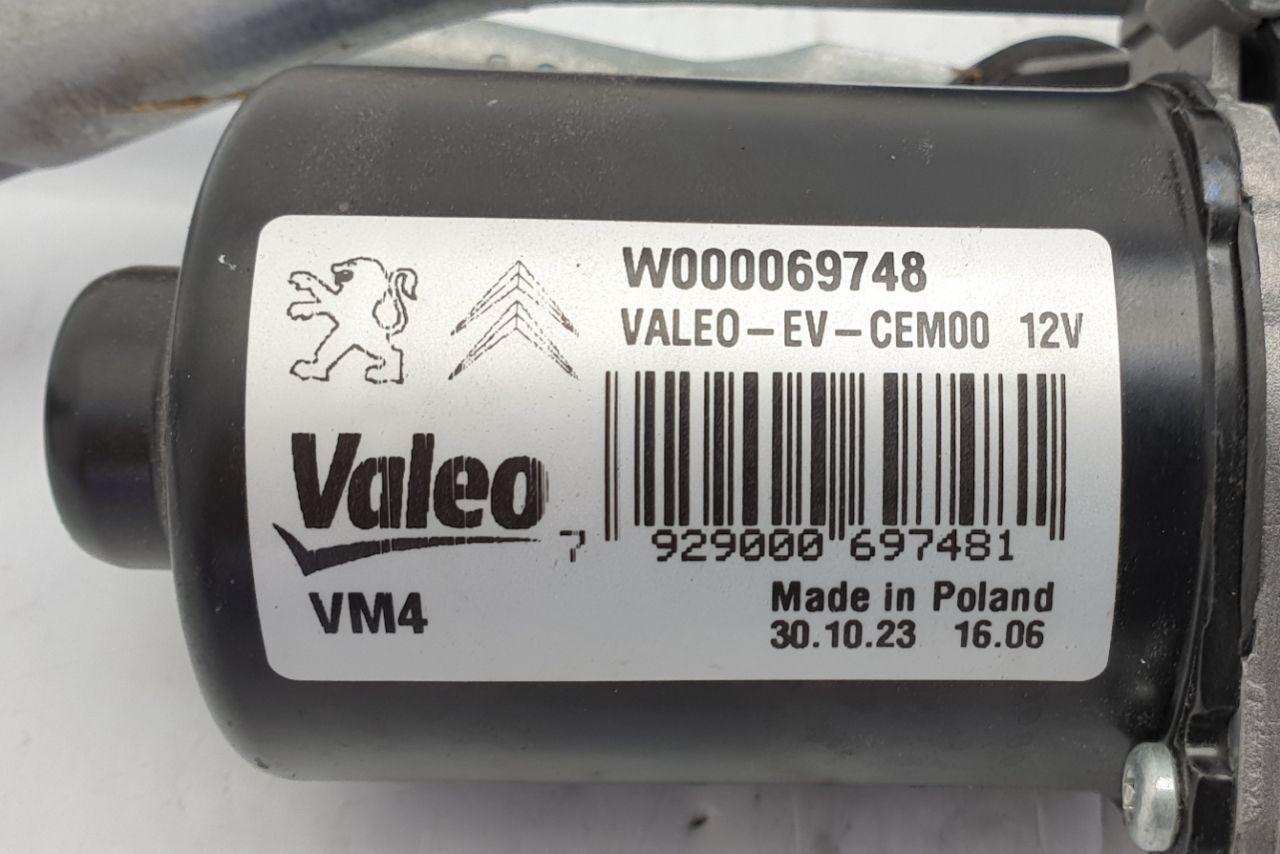 W000069748
VALEO-EV-CEM00 12V
Valeo
7 929000 697481
VM4
Made in Poland
30.10.23 16.06